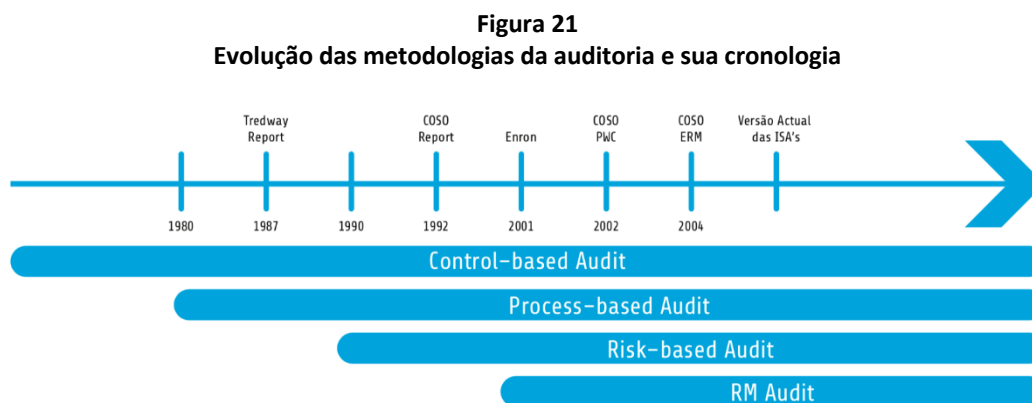 Figura 21
Evolução das metodologias da auditoria e sua cronologia
Tredway
Report
COSO
Report
Enron
COSO
PWC
COSO
ERM
Versão Actual
das ISA's
1980
1987
1990
1992
2001
2002
2004
Control-based Audit
Process-based Audit
Risk-based Audit
RM Audit